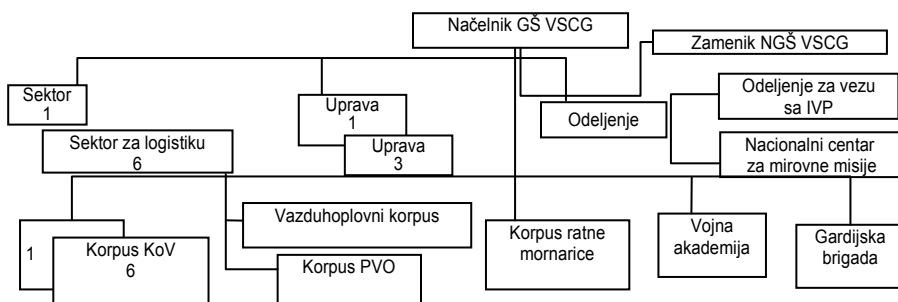 Načelnik GŠ VSCG
Zamenik NGŠ VSCG
Sektor
1
Uprava
1
Uprava
3
Odeljenje
Odeljenje za vezu
sa IVP
Sektor za logistiku
6
Nacionalni centar
za mirovne misije
1
Korpus KoV
6
Vazduhoplovni korpus
Korpus PVO
Korpus ratne
mornarice
Vojna
akademija
Gardijska
brigada